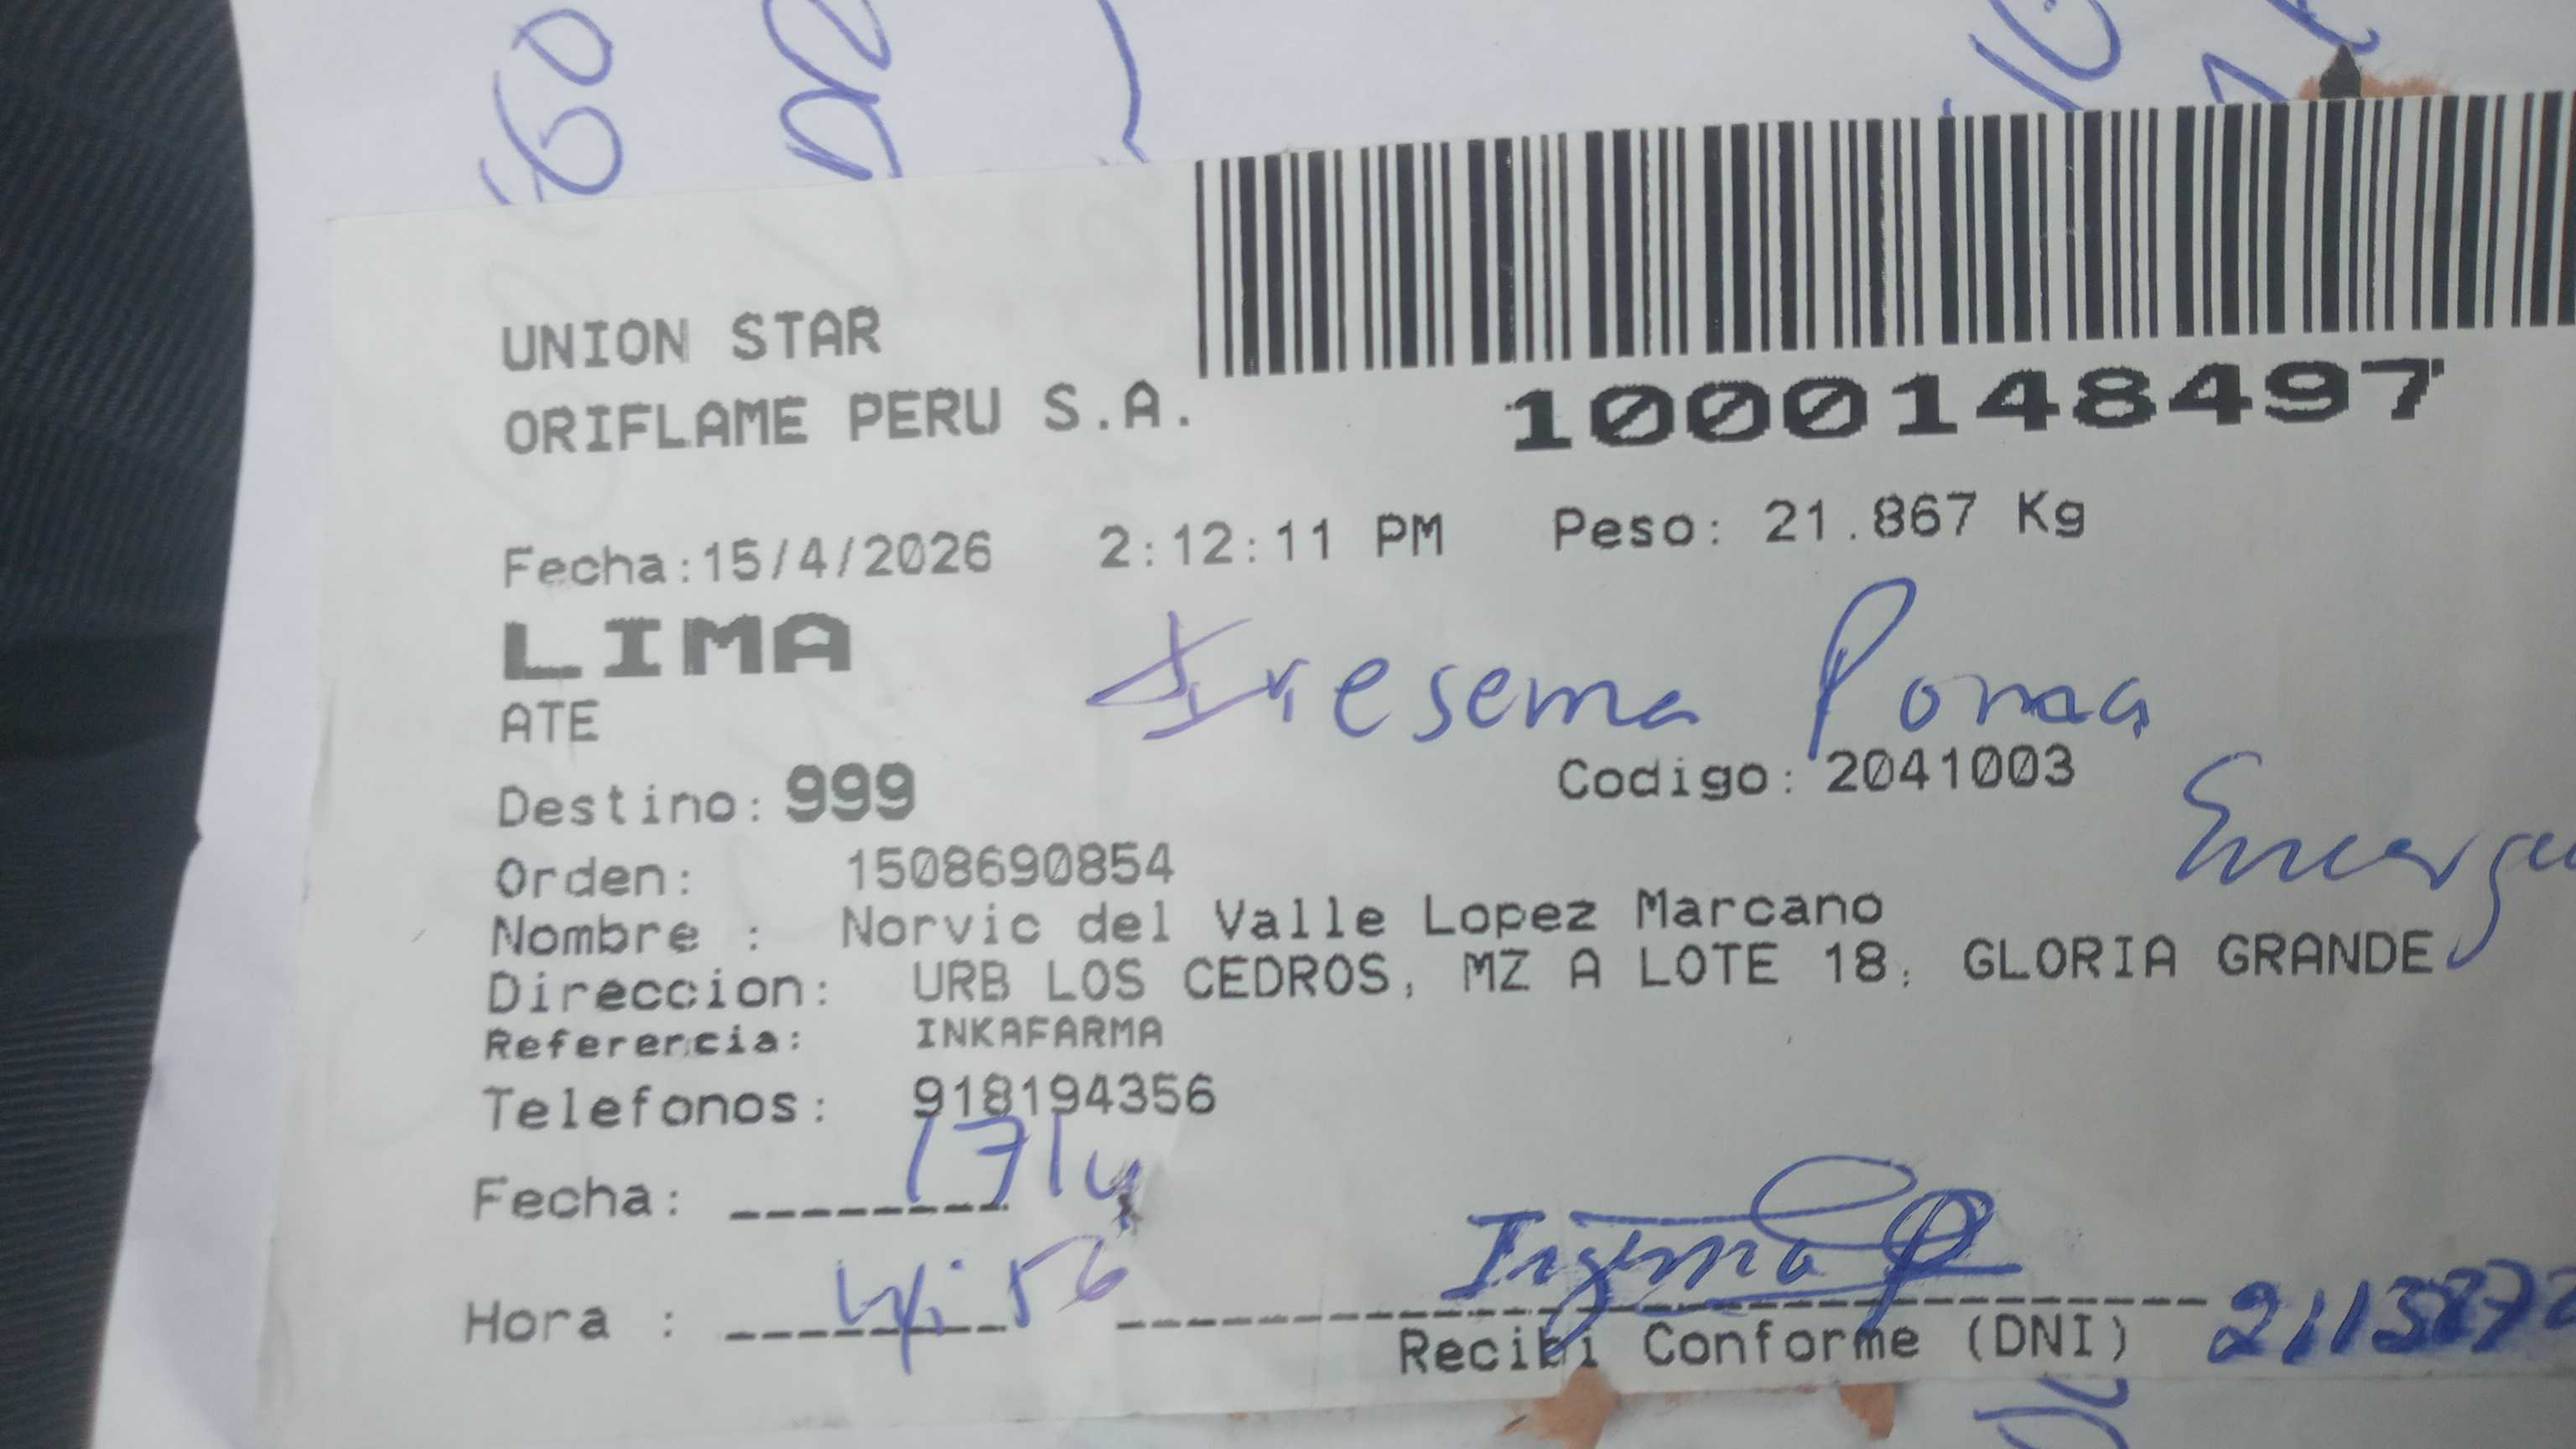 UNION STAR
ORIFLAME PERU S.A.
1000148497
Fecha:15/4/2026 2:12:11 PM Peso: 21.867 Kg
LIMA
ATE
Destino: 999
Codigo: 2041003
Orden: 1508690854
Nombre : Norvic del Valle Lopez Marcano
Direccion: URB LOS CEDROS, MZ A LOTE 18, GLORIA GRANDE
Referencia: INKAFARMA
Telefonos: 918194356
Fecha: 17/4
Hora : 4:56
Recibi Conforme (DNI)